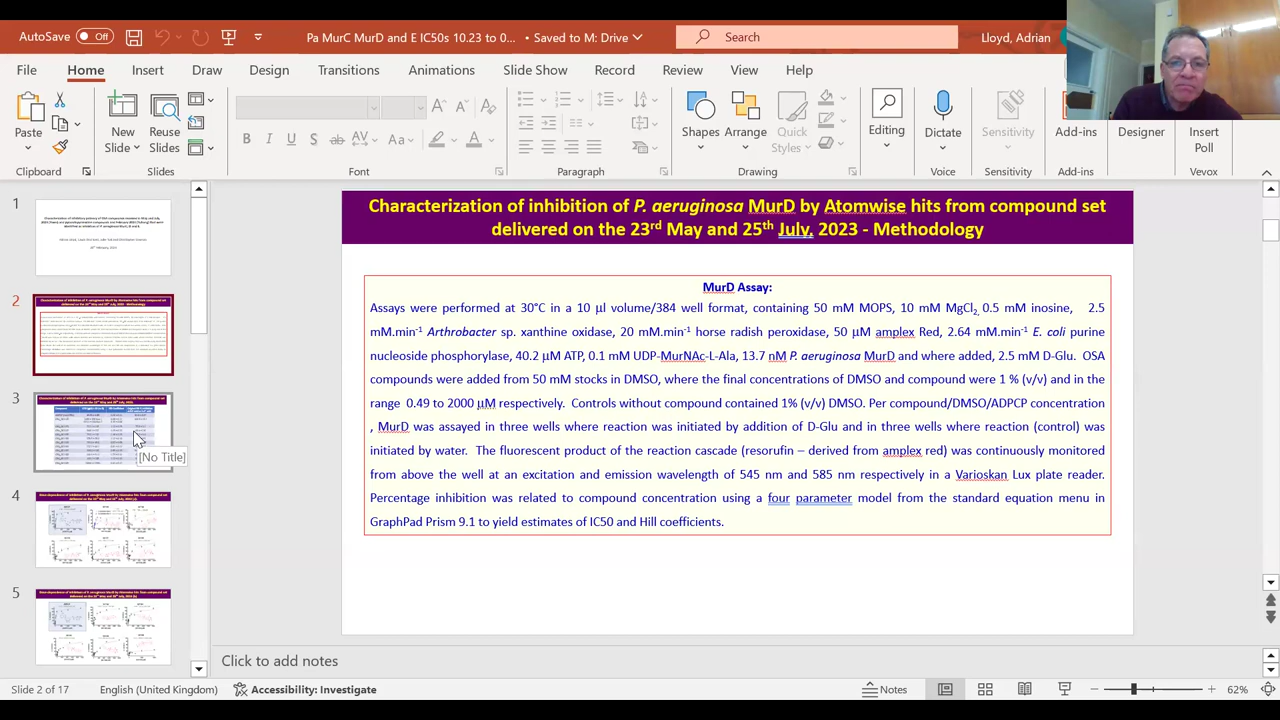 AutoSave Off Pa MurC MurD and E IC50s 10.23 to 0... • Saved to M: Drive Search Lloyd, Adrian
File Home Insert Draw Design Transitions Animations Slide Show Record Review View Help
Paste New Slide Reuse Slides Shapes Arrange Quick Styles Editing Dictate Sensitivity Add-ins Designer Insert Poll
Clipboard Slides Font Paragraph Drawing Voice Sensitivity Add-ins Vevox
1
2
3
[No Title]
4
5
Characterization of inhibition of P. aeruginosa MurD by Atomwise hits from compound set
delivered on the 23rd May and 25th July. 2023 - Methodology
MurD Assay:
Assays were performed at 30°C in a 10 µl volume/384 well format in 50 mM MOPS, 10 mM MgCl2, 75 mM inosine, 2.5
mM.min-1 Arthrobacter sp. xanthine oxidase, 20 mM.min-1 horse radish peroxidase, 50 µM amplex Red, 2.64 mM.min-1 E. coli purine
nucleoside phosphorylase, 40.2 µM ATP, 0.1 mM UDP-MurNAc-L-Ala, 13.7 nM P. aeruginosa MurD and where added, 2.5 mM D-Glu. OSA
compounds were added from 50 mM stocks in DMSO, where the final concentrations of DMSO and compound were 1 % (v/v) and in the
range 0.49 to 2000 µM respectively. Controls without compound contained 1% DMSO. Per compound/DMSO/ADPCP concentration
MurD was assayed in three wells where reaction was initiated by D-Glu addition and in three wells where reaction (control) was
initiated by water. The fluorescent product of the reaction cascade (resorufin: derived from amplex red) was continuously monitored
from above the well at an excitation and emission wavelength of 545 nm and 585 nm respectively in a Varioskan Lux plate reader.
Percentage inhibition was related to compound concentration using a four parameter model from the standard equation menu in
GraphPad Prism 9.1 to yield estimates of IC50 and Hill coefficients.
Click to add notes
Slide 2 of 17 English (United Kingdom) Accessibility: Investigate Notes 62%